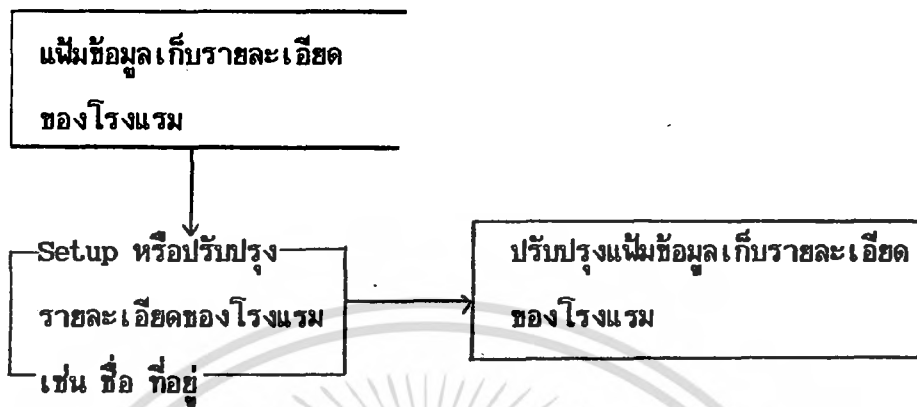 แฟ้มข้อมูลเก็บรายละเอียด
ของโรงแรม
Setup หรือปรับปรุง
รายละเอียดของโรงแรม
เช่น ชื่อ ที่อยู่
ปรับปรุงแฟ้มข้อมูลเก็บรายละเอียด
ของโรงแรม